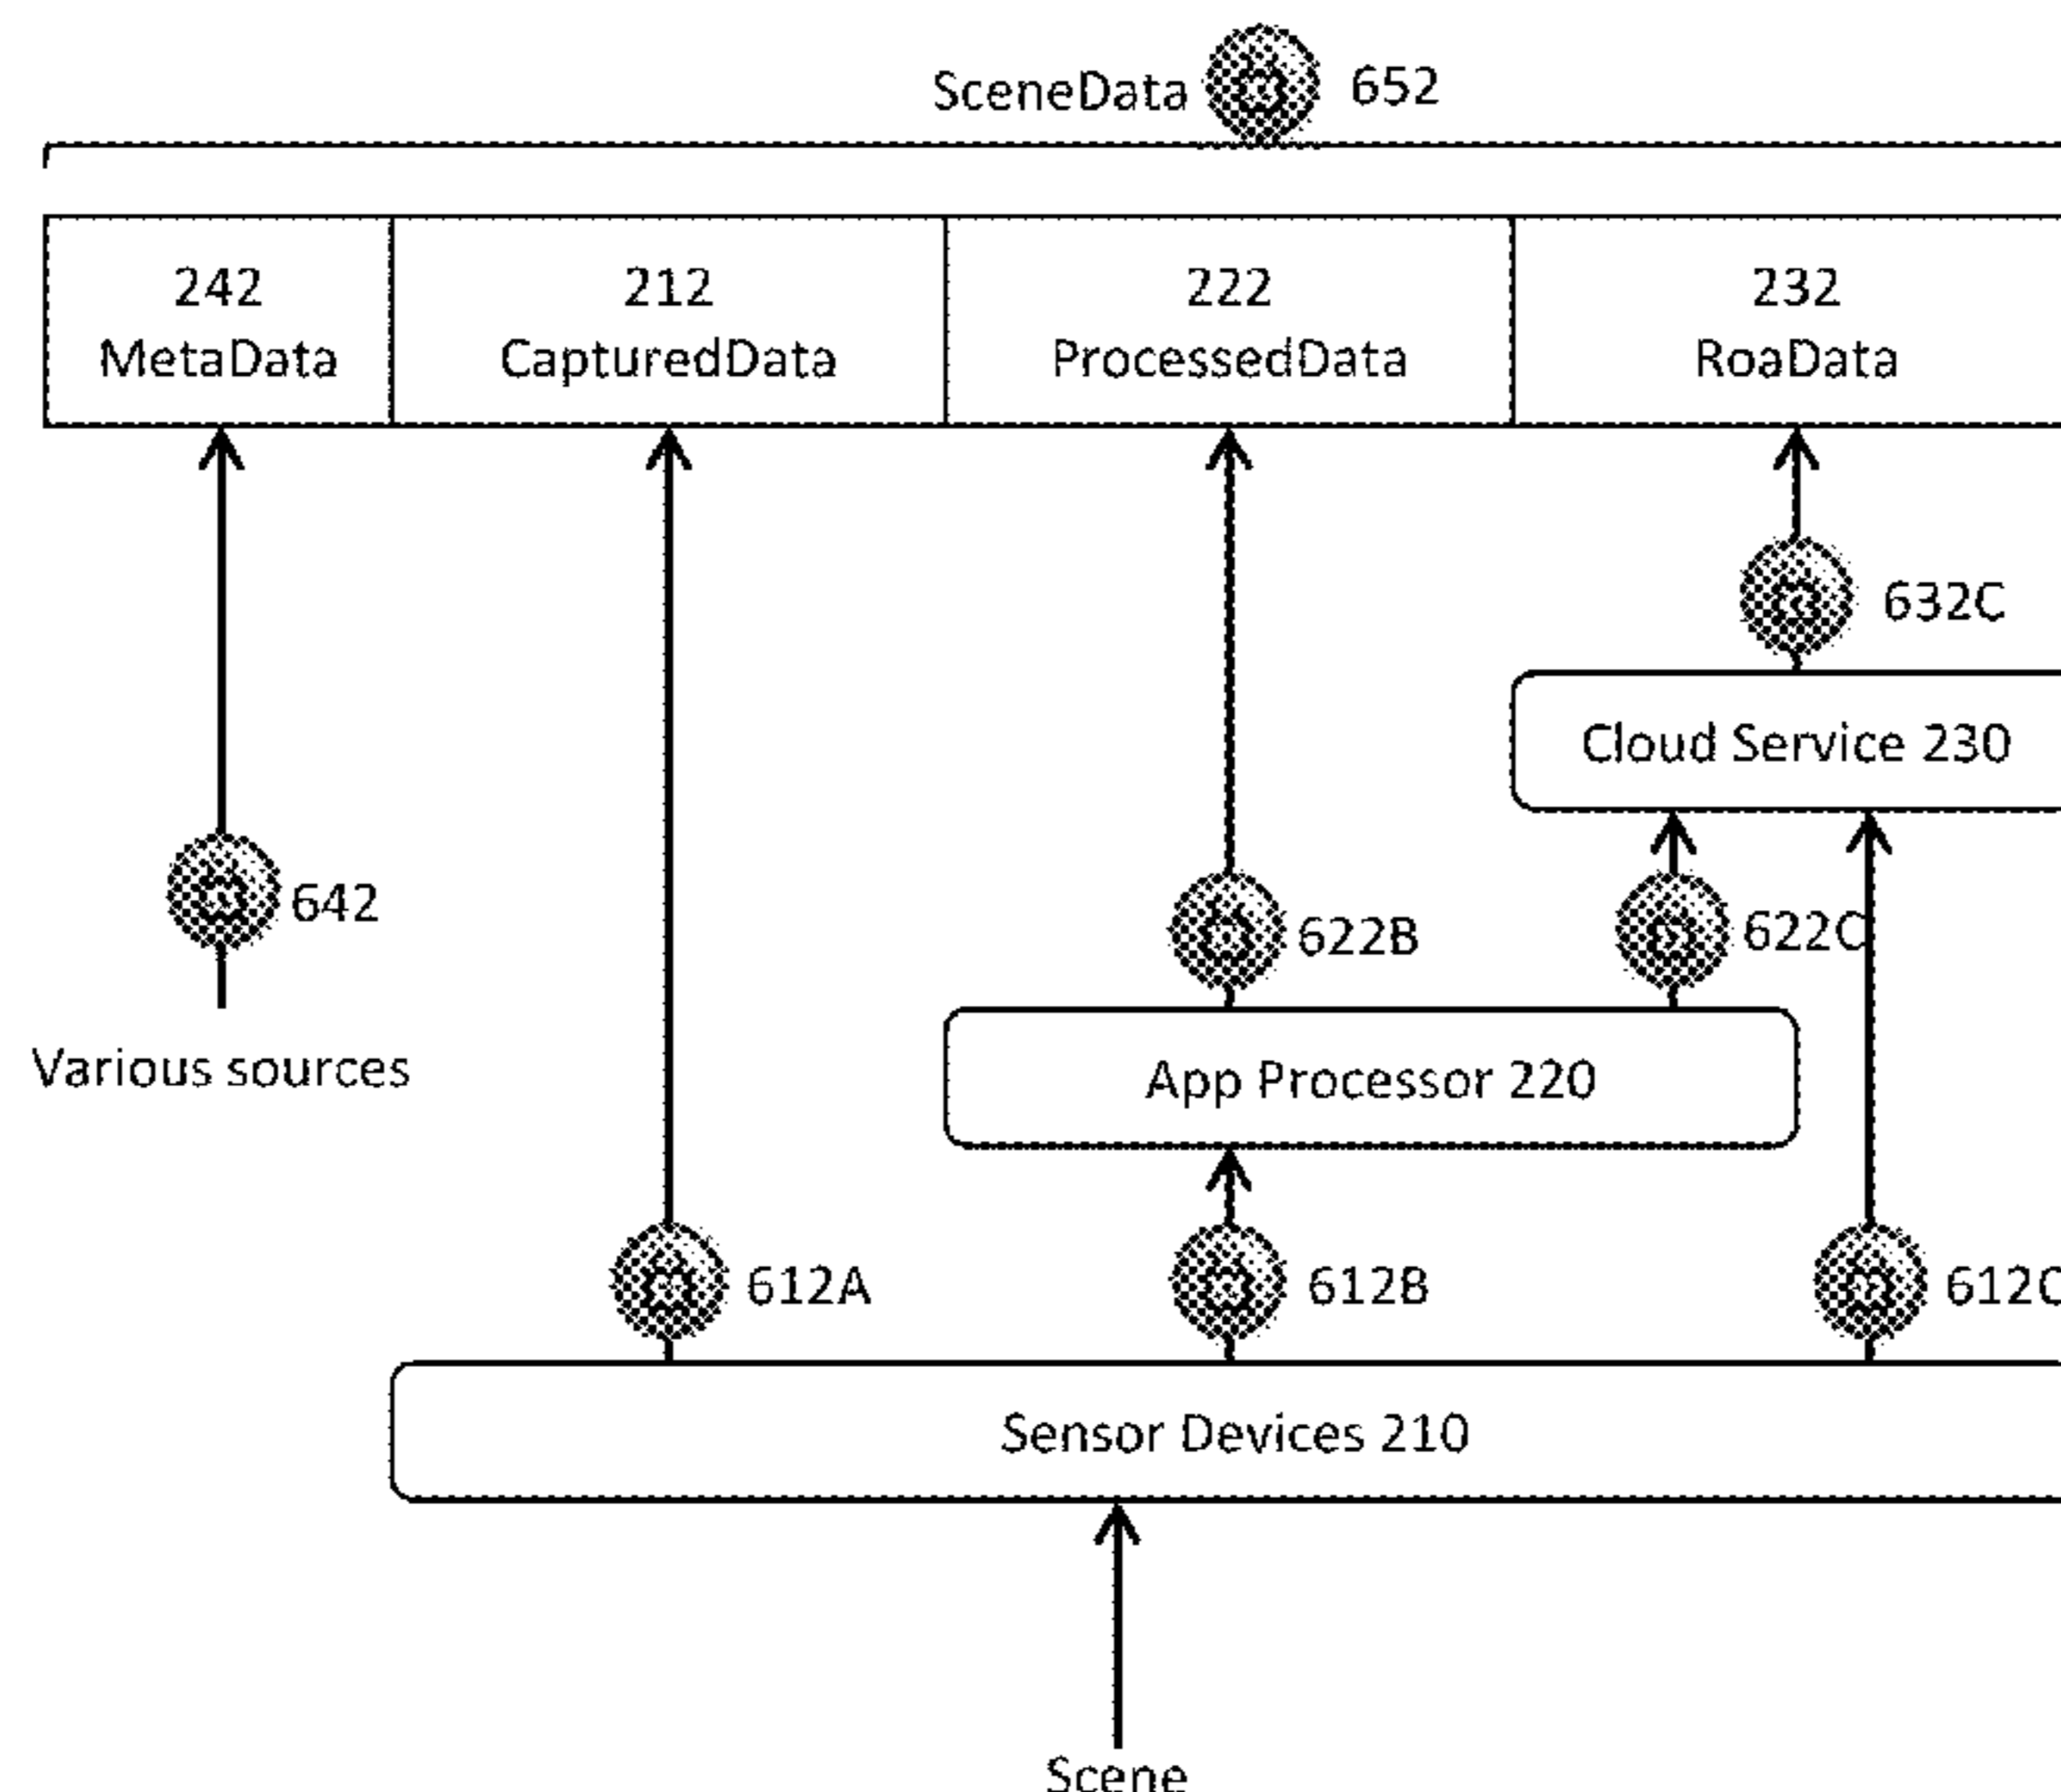 SceneData 652
242 212 222 232
MetaData CapturedData ProcessedData RoaData
632C
Cloud Service 230
642 622B 622C
Various sources
App Processor 220
612A 612B 612C
Sensor Devices 210
Scene